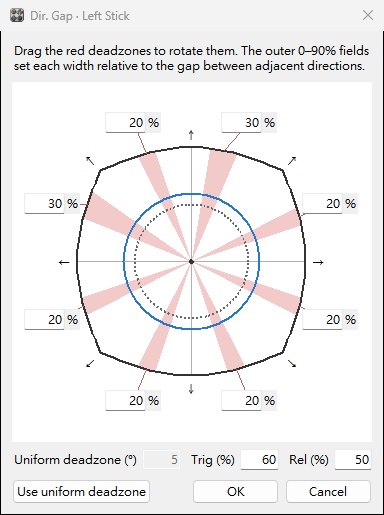 Dir. Gap · Left Stick
Drag the red deadzones to rotate them. The outer 0–90% fields
set each width relative to the gap between adjacent directions.
20 %
30 %
30 %
20 %
20 %
20 %
20 %
20 %
Uniform deadzone (°) 5 Trig (%) 60 Rel (%) 50
Use uniform deadzone OK Cancel